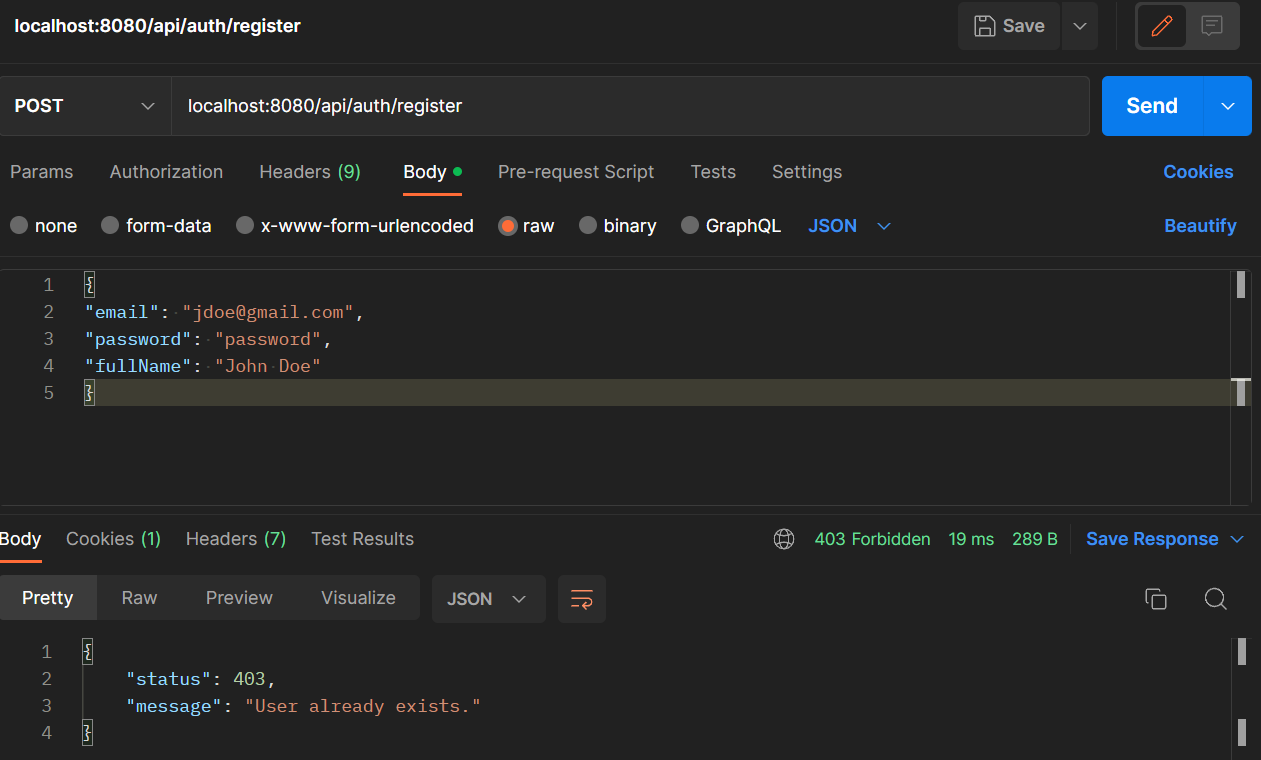 localhost:8080/api/auth/register
Save
POST
localhost:8080/api/auth/register
Send
Params Authorization Headers (9) Body Pre-request Script Tests Settings Cookies
none form-data x-www-form-urlencoded raw binary GraphQL JSON Beautify
1 {
2 "email": "jdoe@gmail.com",
3 "password": "password",
4 "fullName": "John Doe"
5 }
Body Cookies (1) Headers (7) Test Results 403 Forbidden 19 ms 289 B Save Response
Pretty Raw Preview Visualize JSON
1 {
2 "status": 403,
3 "message": "User already exists."
4 }